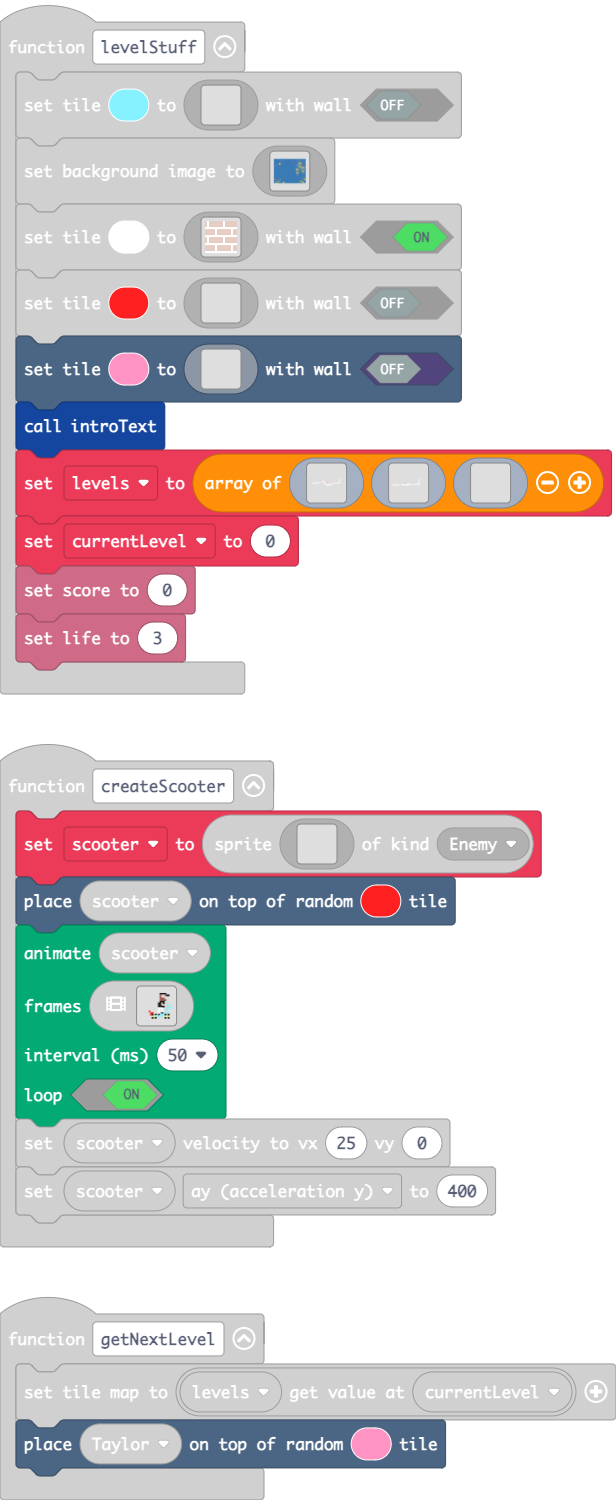 function levelStuff
set tile to with wall OFF
set background image to
set tile to with wall ON
set tile to with wall OFF
set tile to with wall OFF
call introText
set levels to array of
set currentLevel to 0
set score to 0
set life to 3
function createScooter
set scooter to sprite of kind Enemy
place scooter on top of random tile
animate scooter
frames
interval (ms) 50
loop ON
set scooter velocity to vx 25 vy 0
set scooter ay (acceleration y) to 400
function getNextLevel
set tile map to levels get value at currentLevel
place Taylor on top of random tile